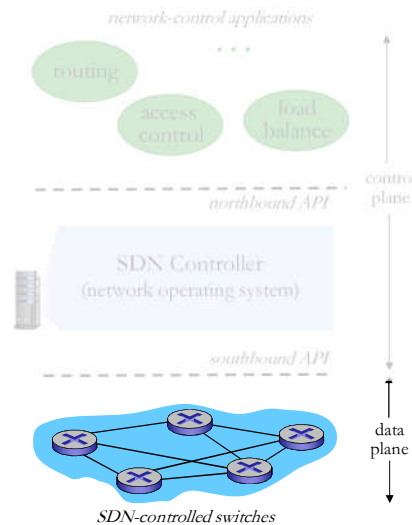 network-control applications
...
routing
access
control
load
balance
control
plane
northbound API
SDN Controller
(network operating system)
southbound API
data
plane
SDN-controlled switches